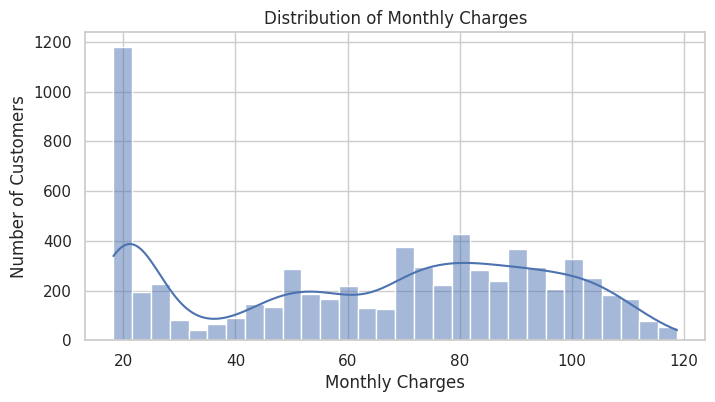 Distribution of Monthly Charges
Number of Customers
1200
1000
800
600
400
200
0
20 40 60 80 100 120
Monthly Charges